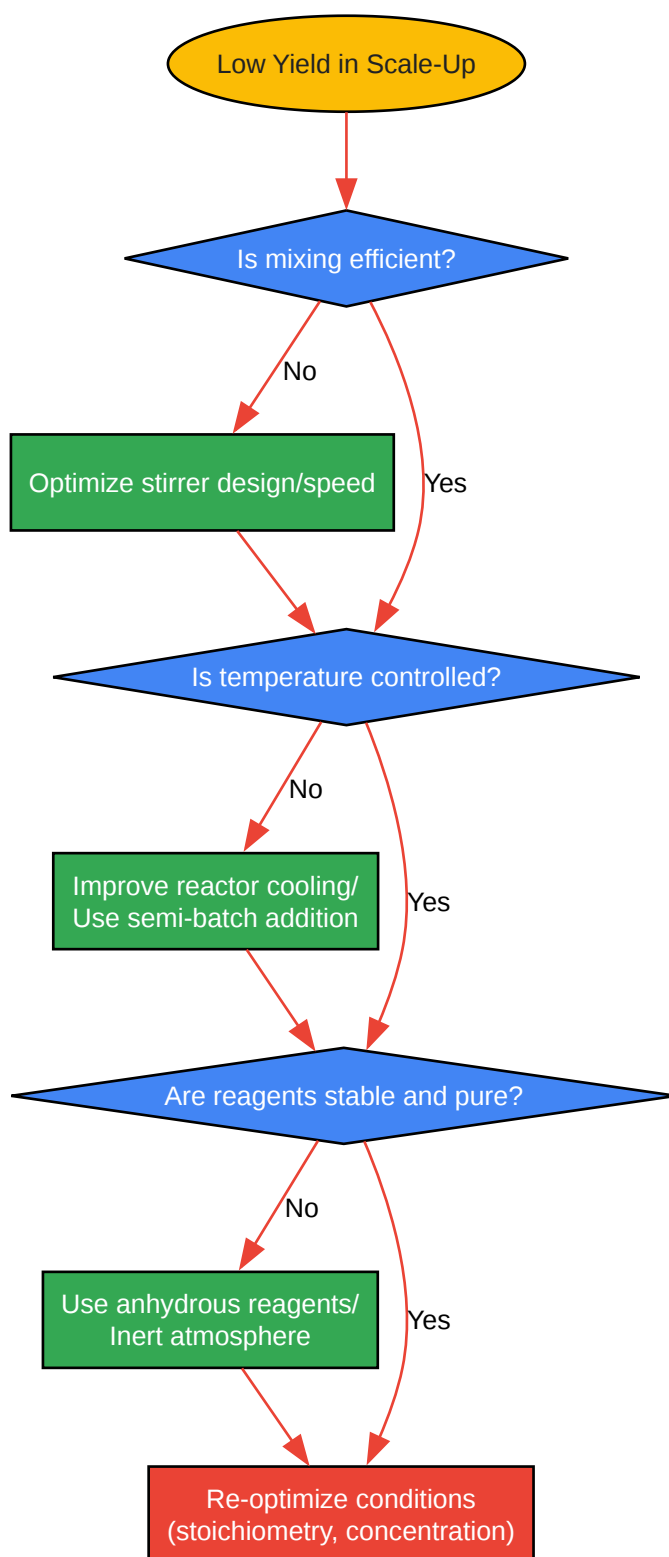 Low Yield in Scale-Up
Is mixing efficient?
No
Optimize stirrer design/speed
Yes
Is temperature controlled?
No
Improve reactor cooling/
Use semi-batch addition
Yes
Are reagents stable and pure?
No
Use anhydrous reagents/
Inert atmosphere
Yes
Re-optimize conditions
(stoichiometry, concentration)